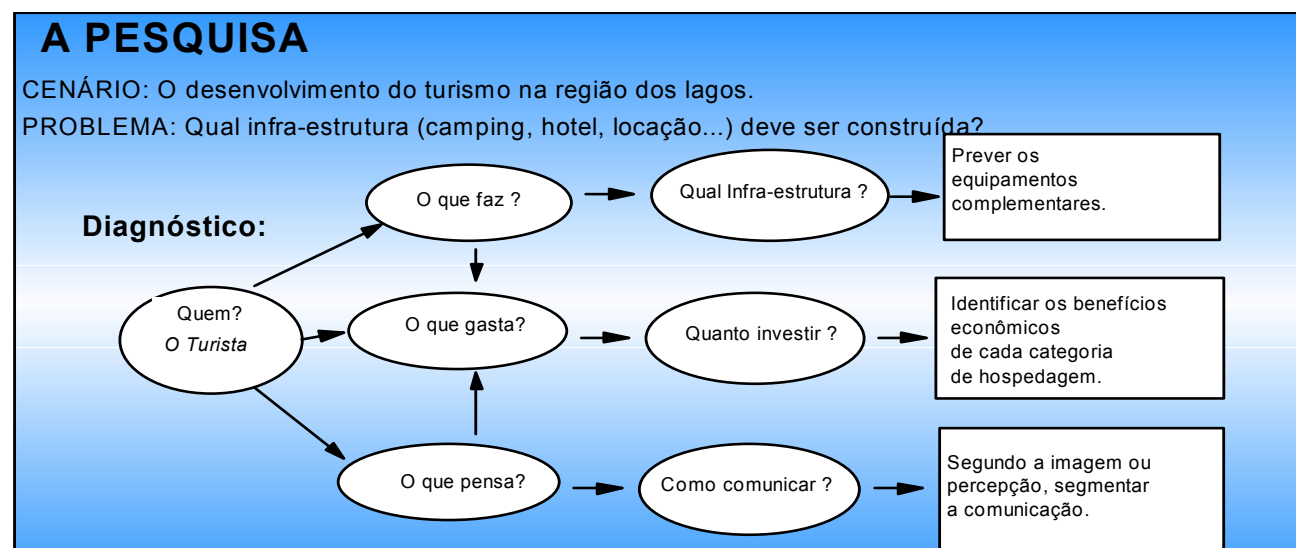 A PESQUISA
CENÁRIO: O desenvolvimento do turismo na região dos lagos.
PROBLEMA: Qual infra-estrutura (camping, hotel, locação...) deve ser construída?
Diagnóstico:
Quem?
O Turista
O que faz ?
Qual Infra-estrutura ?
Prever os
equipamentos
complementares.
O que gasta?
Quanto investir ?
Identificar os benefícios
econômicos
de cada categoria
de hospedagem.
O que pensa?
Como comunicar ?
Segundo a imagem ou
percepção, segmentar
a comunicação.